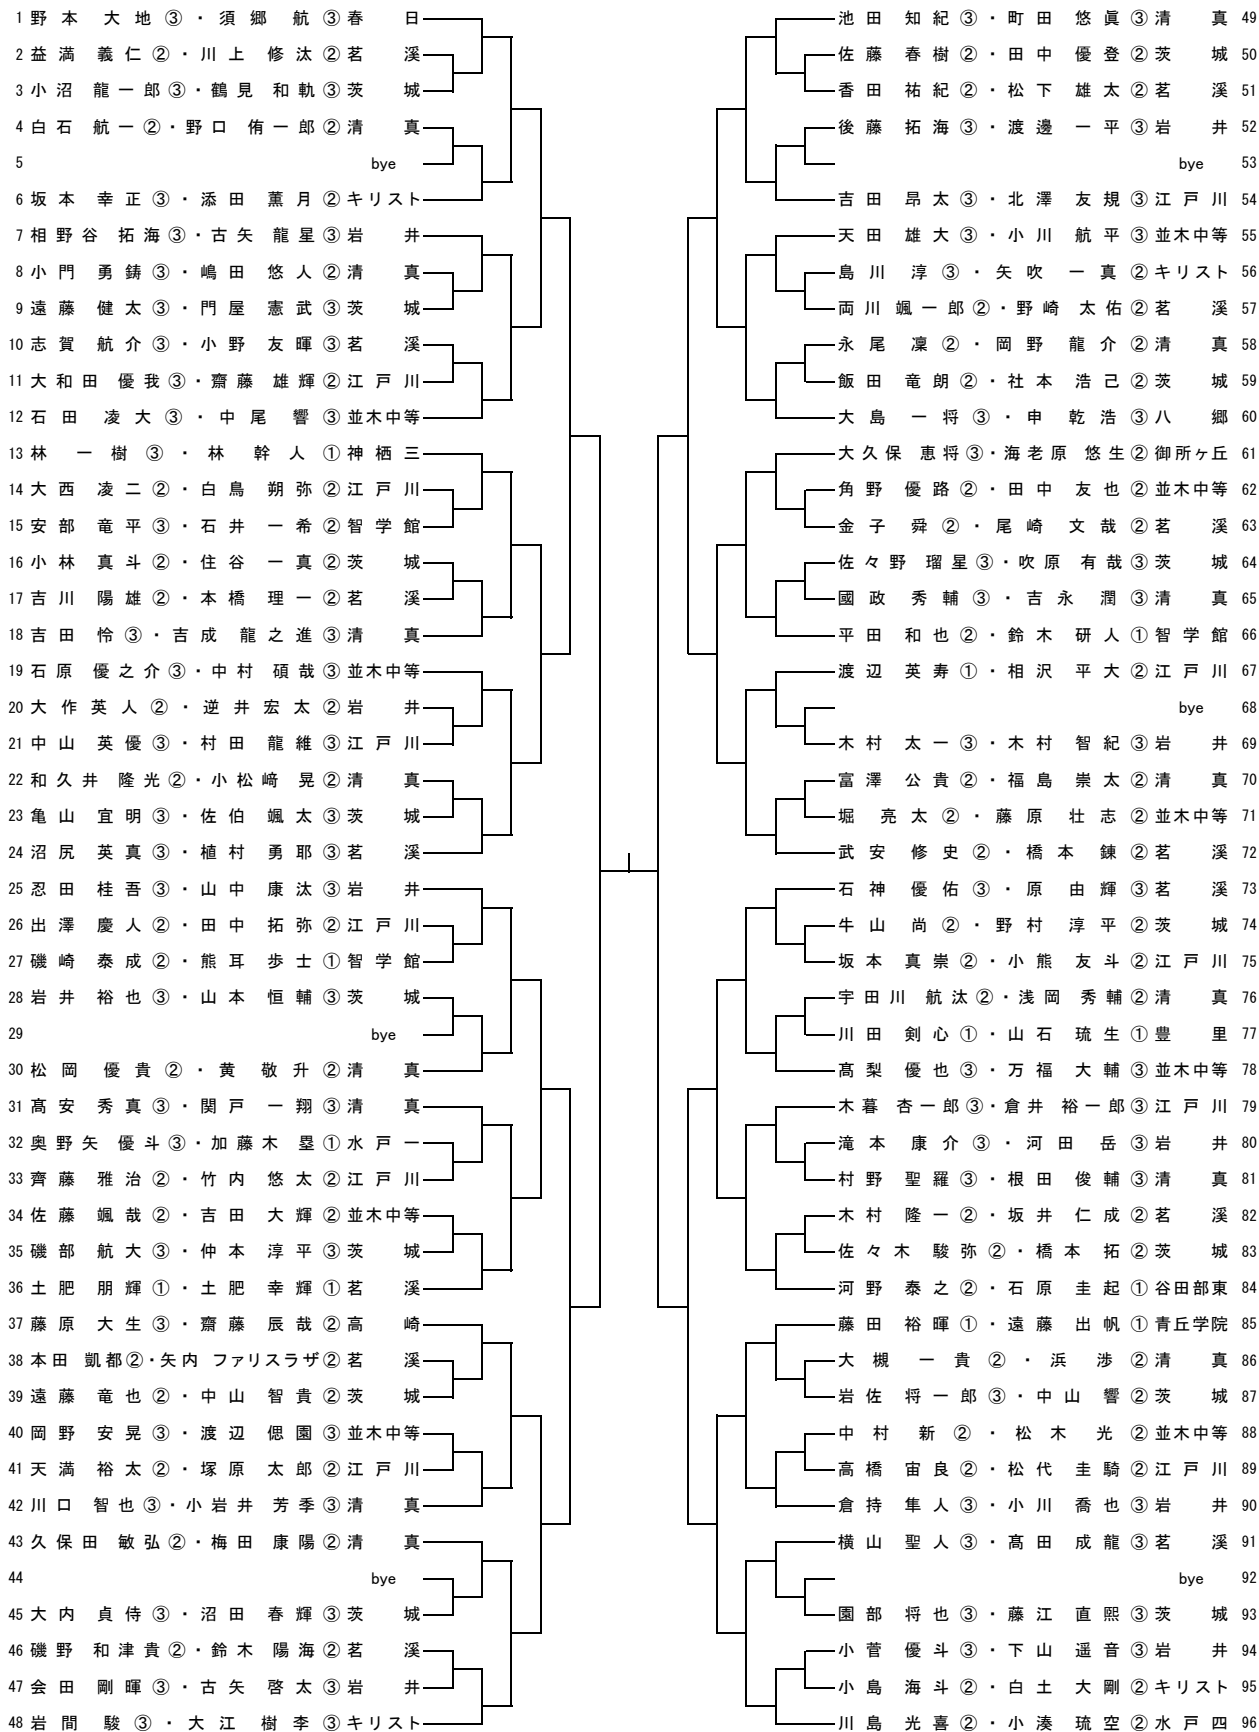 1 野本 大地③・須郷 航③ 春日
2 益満 義仁②・川上 修汰② 茗溪
3 小沼 龍一郎③・鶴見 和軌③ 茨城
4 白石 航一②・野口 侑一郎② 清真
5 bye
6 坂本 幸正③・添田 薫月② キリスト
7 相野谷 拓海③・古矢 龍星③ 岩井
8 小門 勇鋳③・嶋田 悠人② 清真
9 遠藤 健太③・門屋 憲武③ 茨城
10 志賀 航介③・小野 友暉③ 茗溪
11 大和田 優我③・齋藤 雄輝② 江戸川
12 石田 凌大③・中尾 響③ 並木中等
13 林 一樹③・林 幹人① 神栖三
14 大西 凌二②・白鳥 朔弥② 江戸川
15 安部 竜平③・石井 一希② 智学館
16 小林 真斗②・住谷 一真② 茨城
17 吉川 陽雄②・本橋 理一② 茗溪
18 吉田 怜③・吉成 龍之進③ 清真
19 石原 優之介③・中村 碩哉③ 並木中等
20 大作英人②・逆井宏太② 岩井
21 中山 英優③・村田 龍維③ 江戸川
22 和久井 隆光②・小松﨑 晃② 清真
23 亀山 宜明③・佐伯 颯太③ 茨城
24 沼尻 英真③・植村 勇耶③ 茗溪
25 忍田 桂吾③・山中 康汰③ 岩井
26 出澤 慶人②・田中 拓弥② 江戸川
27 磯崎 泰成②・熊耳 歩士① 智学館
28 岩井 裕也③・山本 恒輔③ 茨城
29 bye
30 松岡 優貴②・黄 敬升② 清真
31 髙安 秀真③・関戸 一翔③ 清真
32 奥野矢 優斗③・加藤木 塁① 水戸一
33 齊藤 雅治②・竹内 悠太② 江戸川
34 佐藤 颯哉②・吉田 大輝② 並木中等
35 磯部 航大③・仲本 淳平③ 茨城
36 土肥 朋輝①・土肥 幸輝① 茗溪
37 藤原 大生③・齋藤 辰哉② 高崎
38 本田 凱都②・矢内 ファリスラザ② 茗溪
39 遠藤 竜也②・中山 智貴② 茨城
40 岡野 安晃③・渡辺 偲園③ 並木中等
41 天満 裕太②・塚原 太郎② 江戸川
42 川口 智也③・小岩井 芳季③ 清真
43 久保田 敏弘②・梅田 康陽② 清真
44 bye
45 大内 貞侍③・沼田 春輝③ 茨城
46 磯野 和津貴②・鈴木 陽海② 茗溪
47 会田 剛暉③・古矢 啓太③ 岩井
48 岩間 駿③・大江 樹李③ キリスト
池田 知紀③・町田 悠眞③ 清真 49
佐藤 春樹②・田中 優登② 茨城 50
香田 祐紀②・松下 雄太② 茗溪 51
後藤 拓海③・渡邊 一平③ 岩井 52
bye 53
吉田 昂太③・北澤 友規③ 江戸川 54
天田 雄大③・小川 航平③ 並木中等 55
島川 淳③・矢吹 一真② キリスト 56
両川 颯一郎②・野崎 太佑② 茗溪 57
永尾 凜②・岡野 龍介② 清真 58
飯田 竜朗②・社本 浩己② 茨城 59
大島 一将③・申 乾浩③ 八郷 60
大久保 恵将③・海老原 悠生② 御所ヶ丘 61
角野 優路②・田中 友也② 並木中等 62
金子 舜②・尾崎 文哉② 茗溪 63
佐々野 瑠星③・吹原 有哉③ 茨城 64
國政 秀輔③・吉永 潤③ 清真 65
平田 和也②・鈴木 研人① 智学館 66
渡辺 英寿①・相沢 平大② 江戸川 67
bye 68
木村 太一③・木村 智紀③ 岩井 69
富澤 公貴②・福島 崇太② 清真 70
堀 亮太②・藤原 壮志② 並木中等 71
武安 修史②・橋本 錬② 茗溪 72
石神 優佑③・原 由輝③ 茗溪 73
牛山 尚②・野村 淳平② 茨城 74
坂本 真崇②・小熊 友斗② 江戸川 75
宇田川 航汰②・浅岡 秀輔② 清真 76
川田 剣心①・山石 琉生① 豊里 77
髙梨 優也③・万福 大輔③ 並木中等 78
木暮 杏一郎③・倉井 裕一郎③ 江戸川 79
滝本 康介③・河田 岳③ 岩井 80
村野 聖羅③・根田 俊輔③ 清真 81
木村 隆一②・坂井 仁成② 茗溪 82
佐々木 駿弥②・橋本 拓② 茨城 83
河野 泰之②・石原 圭起① 谷田部東 84
藤田 裕暉①・遠藤 出帆① 青丘学院 85
大槻 一貴②・浜 渉② 清真 86
岩佐 将一郎③・中山 響② 茨城 87
中村 新②・松木 光② 並木中等 88
高橋 宙良②・松代 圭騎② 江戸川 89
倉持 隼人③・小川 喬也③ 岩井 90
横山 聖人③・髙田 成龍③ 茗溪 91
bye 92
園部 将也③・藤江 直熙③ 茨城 93
小菅 優斗③・下山 遥音③ 岩井 94
小島 海斗②・白土 大剛② キリスト 95
川島 光喜②・小湊 琉空② 水戸四 96